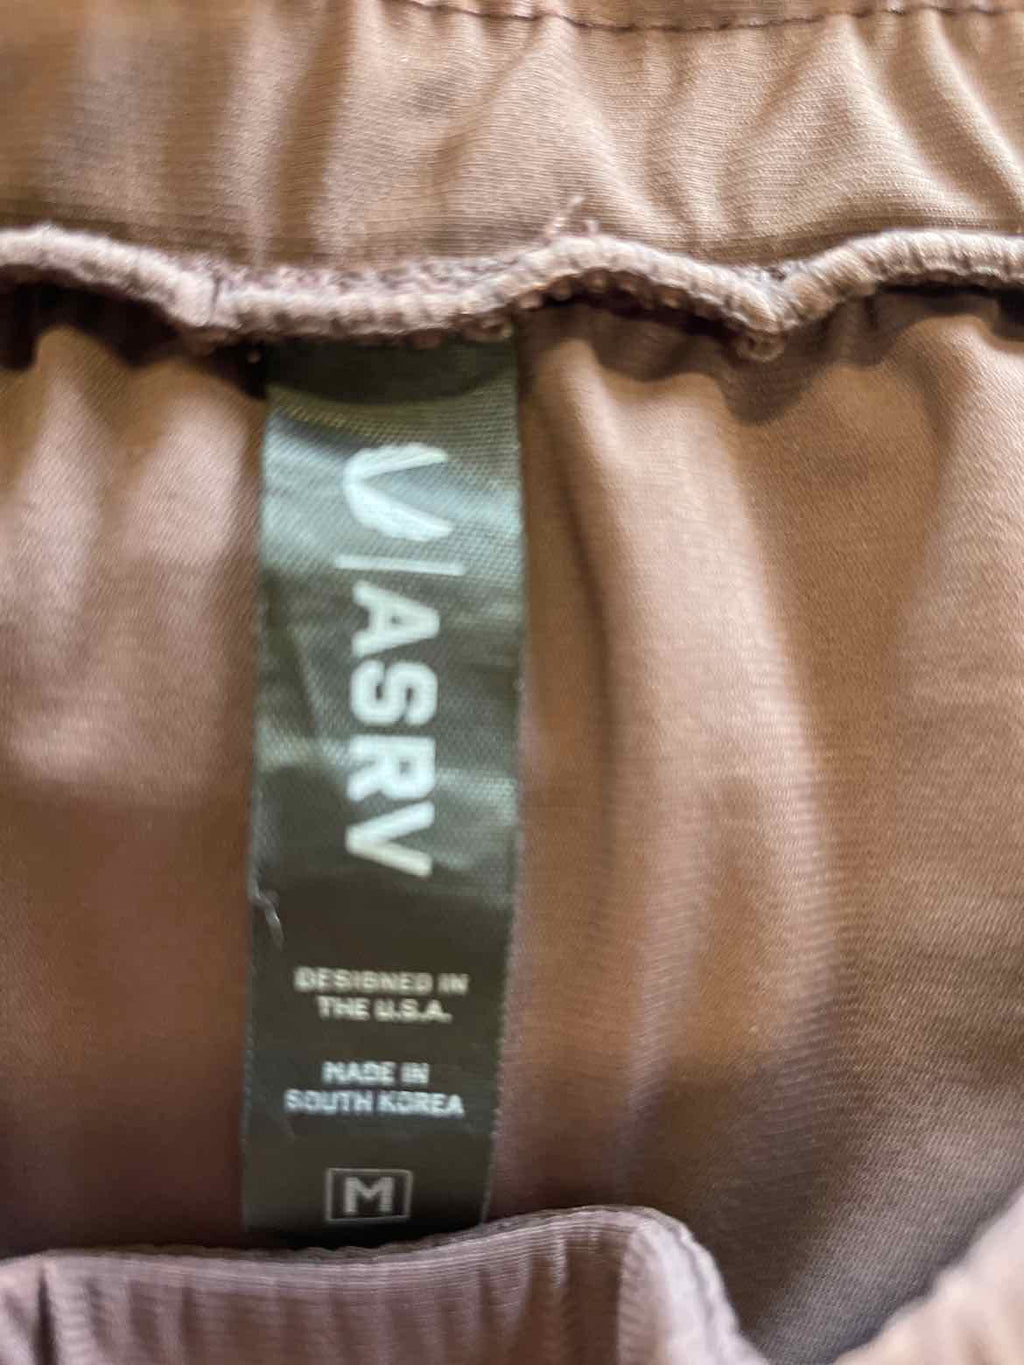 ASRV
DESIGNED IN
THE U.S.A.
MADE IN
SOUTH KOREA
M